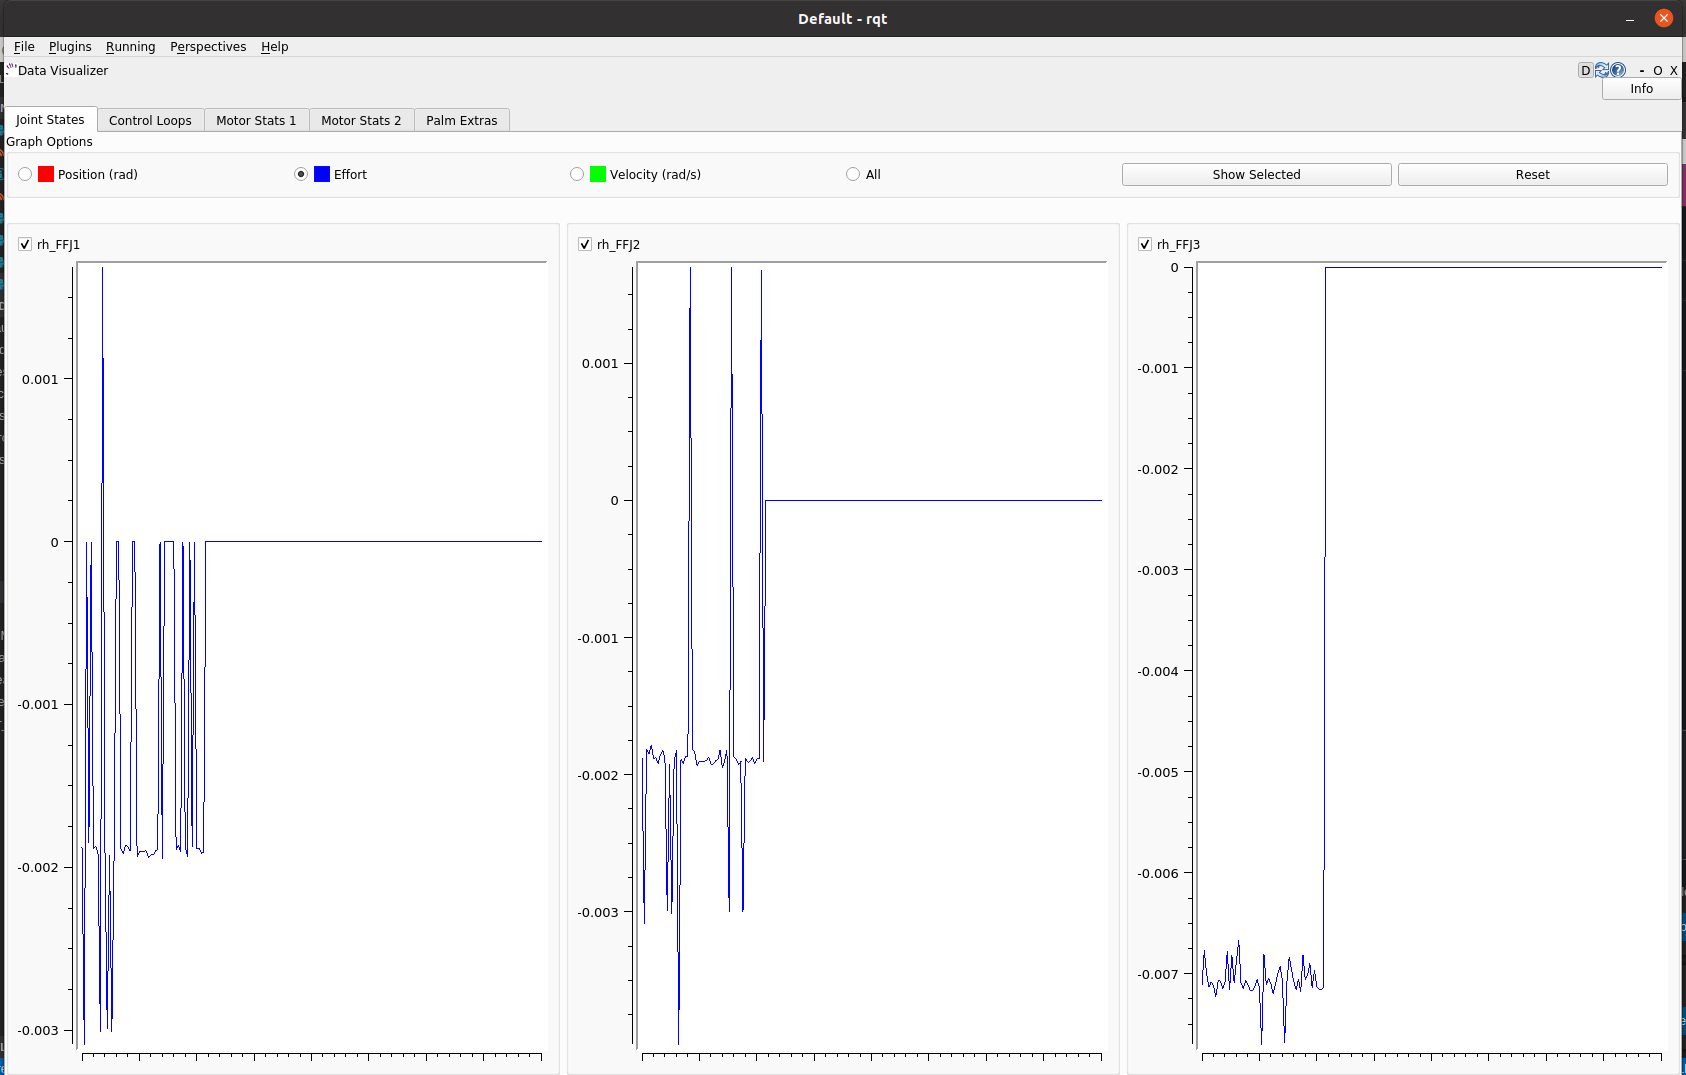 Default - rqt
File Plugins Running Perspectives Help
Data Visualizer
D - O X
Info
Joint States Control Loops Motor Stats 1 Motor Stats 2 Palm Extras
Graph Options
Position (rad) Effort Velocity (rad/s) All Show Selected Reset
rh_FFJ1
0.001
0
-0.001
-0.002
-0.003
rh_FFJ2
0.001
0
-0.001
-0.002
-0.003
rh_FFJ3
0
-0.001
-0.002
-0.003
-0.004
-0.005
-0.006
-0.007